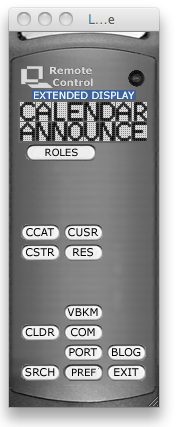 L...e
Remote
Control
EXTENDED DISPLAY
CALENDAR
ANNOUNCE
ROLES
CCAT CUSR
CSTR RES
VBKM
CLDR COM
PORT BLOG
SRCH PREF EXIT